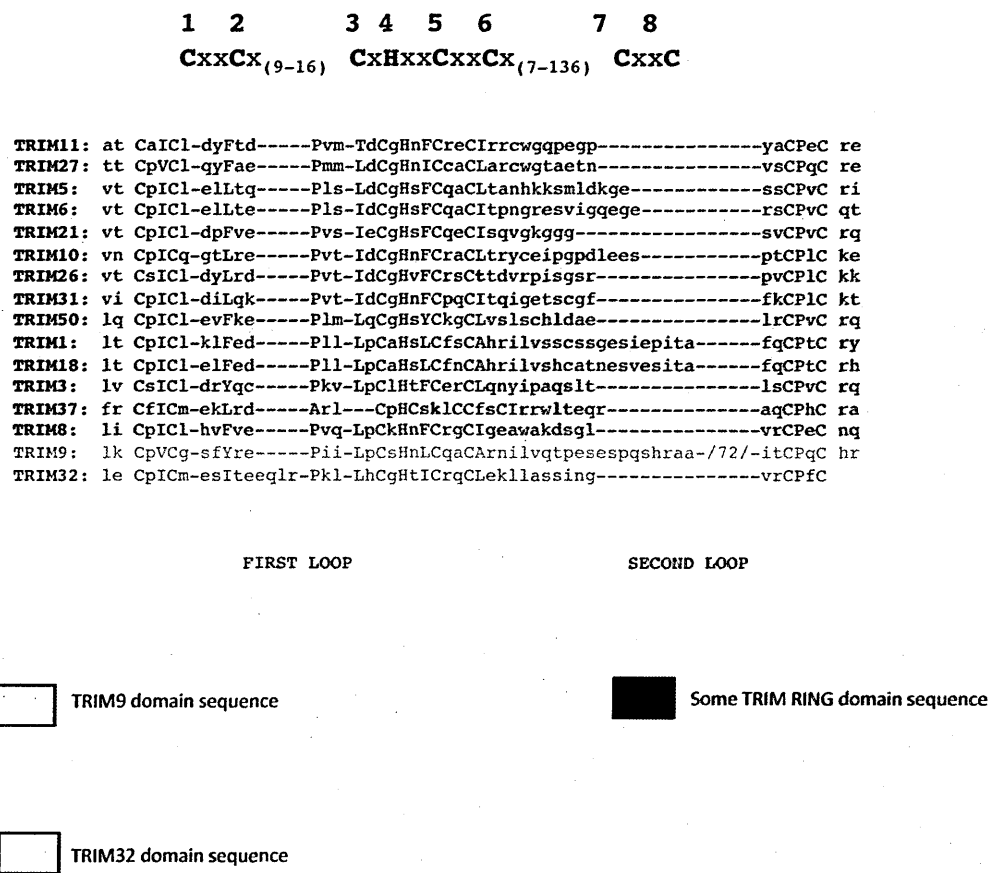 1 2 3 4 5 6 7 8
CxxCx(9-16) CxHxxCxxCx(7-136) CxxC
TRIM11: at CaICl-dyFtd-----Pvm-TdCgHnFCreCIrrcwgqpegp---------------yaCPeC re
TRIM27: tt CpVCl-qyFae-----Pmm-LdCgHnICcaCLarcwgtaetn---------------vsCPqC re
TRIM5: vt CpICl-elLtq-----Pls-LdCgHsFCqaCLtanhkksmldkge------------ssCPvC ri
TRIM6: vt CpICl-elLte-----Pls-IdCgHsFCqaCItpngresvigqege-----------rsCPvC qt
TRIM21: vt CpICl-dpFve-----Pvs-IeCgHsFCqeCIsqvgkggg-----------------svCPvC rq
TRIM10: vn CpICq-gtLre-----Pvt-IdCgHnFCraCLtryceipgpdlees-----------ptCPlC ke
TRIM26: vt CsICl-dyLrd-----Pvt-IdCgHvFCrsCttdvrpisgsr--------------pvCPlC kk
TRIM31: vi CpICl-diLqk-----Pvt-IdCgHnFCpqCItqigetscgf---------------fkCPlC kt
TRIM50: lq CpICl-evFke-----Plm-LqCgHsYCkgCLvslschldae---------------lrCPvC rq
TRIM1: lt CpICl-klFed-----Pll-LpCaHsLCfsCAhrilvsscssgesiepita------fqCPtC ry
TRIM18: lt CpICl-elFed-----Pll-LpCaHsLCfnCAhrilvshcatnesvesita------fqCPtC rh
TRIM3: lv CsICl-drYqc-----Pkv-LpClHtFCerCLqnyipaqslt---------------lsCPvC rq
TRIM37: fr CfICm-ekLrd-----Arl---CpHCsklCCfsCIrrwlteqr--------------aqCPhC ra
TRIM8: li CpICl-hvFve-----Pvq-LpCkHnFCrgCIgeawakdsgl---------------vrCPeC nq
TRIM9: lk CpVCg-sfYre-----Pii-LpCsHnLCqaCArnilvqtpesespqshraa-/72/-itCPqC hr
TRIM32: le CpICm-esIteeqlr-Pkl-LhCgHtICrqCLekllassing---------------vrCPfC
FIRST LOOP SECOND LOOP
TRIM9 domain sequence
Some TRIM RING domain sequence
TRIM32 domain sequence